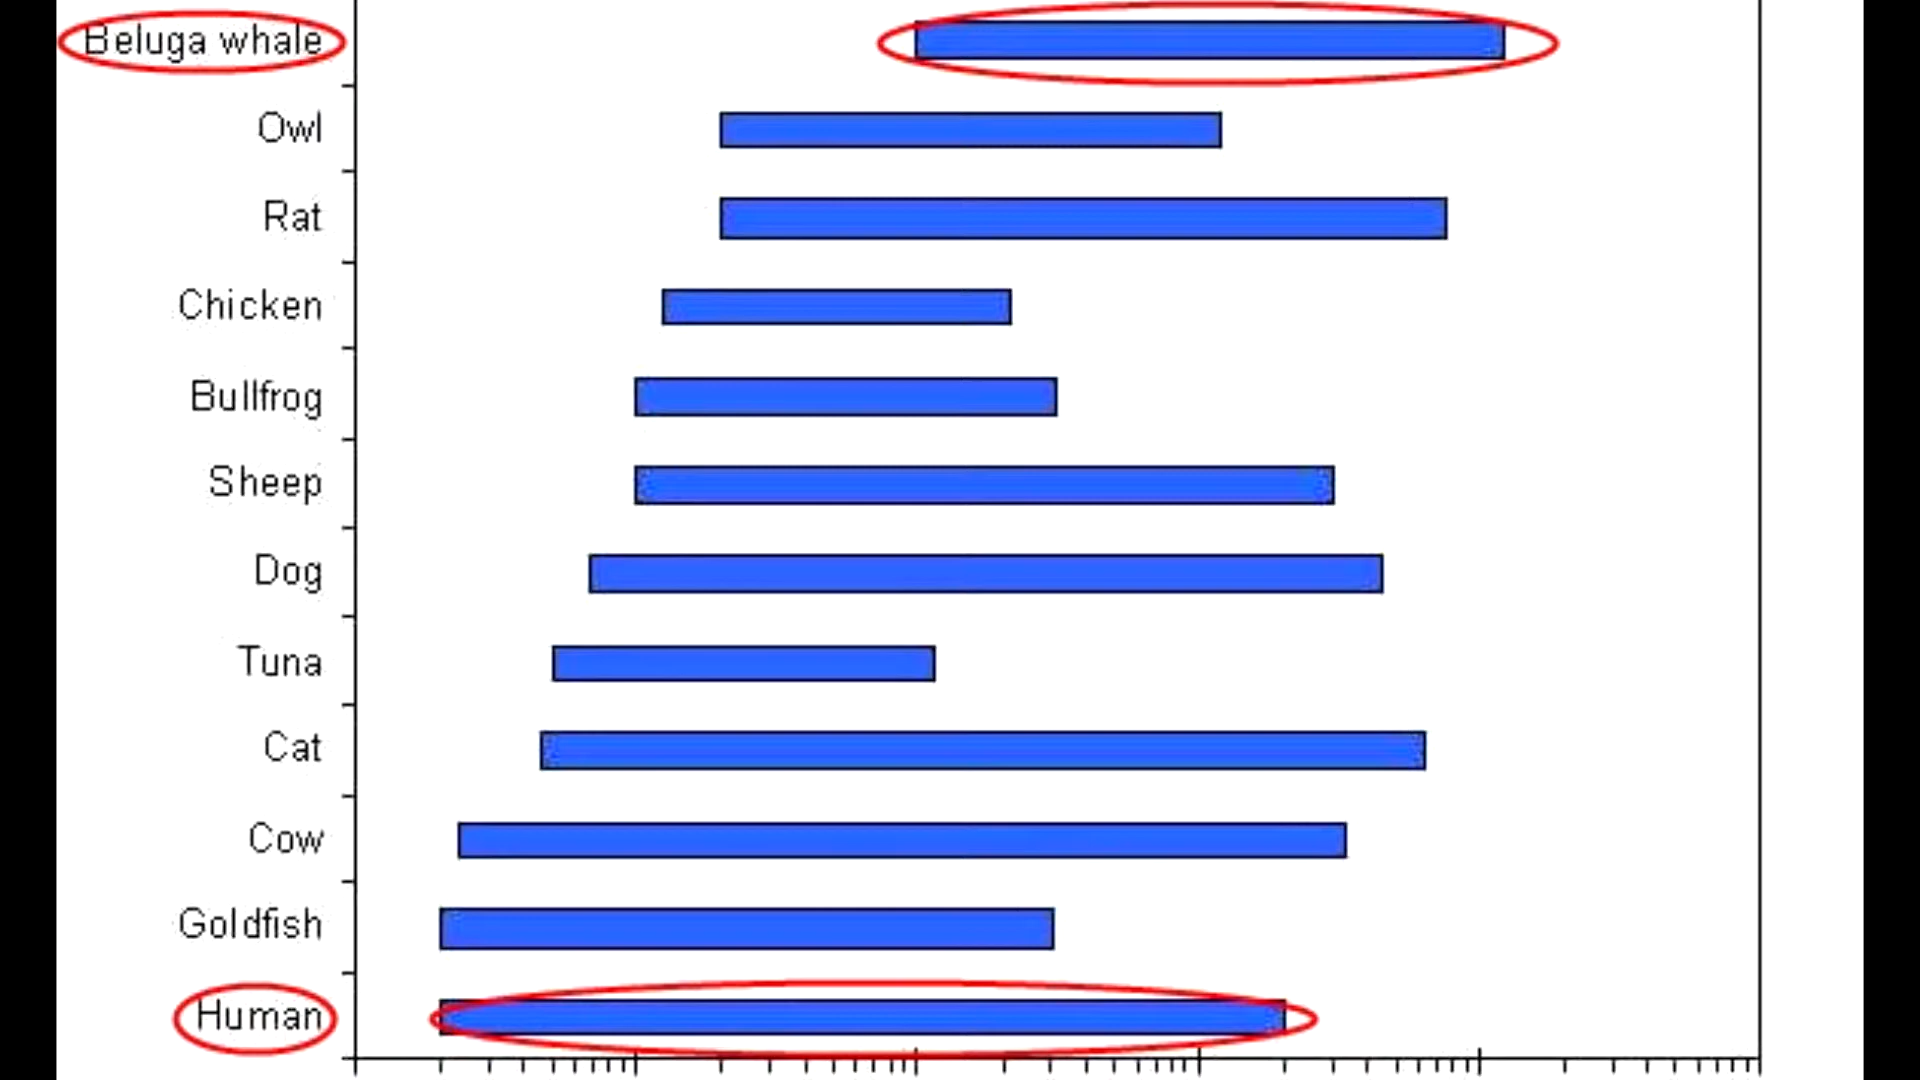 Beluga whale
Owl
Rat
Chicken
Bullfrog
Sheep
Dog
Tuna
Cat
Cow
Goldfish
Human